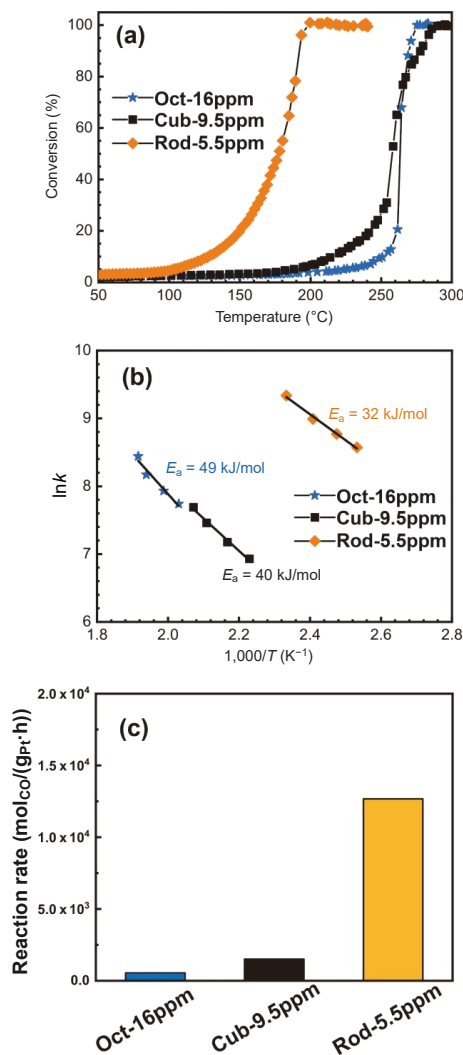 (a)
100
80
60
40
20
0
Conversion (%)
Oct-16ppm
Cub-9.5ppm
Rod-5.5ppm
50 100 150 200 250 300
Temperature (°C)
(b)
10
9
8
7
6
lnk
Eₐ = 32 kJ/mol
Eₐ = 49 kJ/mol
Oct-16ppm
Cub-9.5ppm
Rod-5.5ppm
Eₐ = 40 kJ/mol
1.8 2.0 2.2 2.4 2.6 2.8
1,000/T (K⁻¹)
(c)
2.0 x 10⁴
1.5 x 10⁴
1.0 x 10⁴
5.0 x 10³
0.0
Reaction rate (mol_CO/(g_Pt·h))
Oct-16ppm
Cub-9.5ppm
Rod-5.5ppm